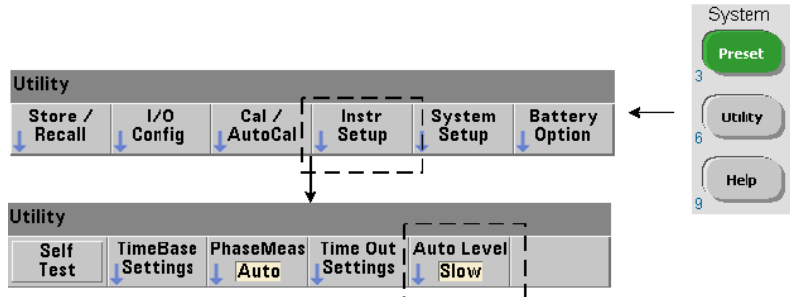 System
Preset
3
Utility
Store / I/O Cal / Instr System Battery
Recall Config AutoCal Setup Setup Option
Utility
6
Help
9
Utility
Self TimeBase PhaseMeas Time Out Auto Level
Test Settings Auto Settings Slow